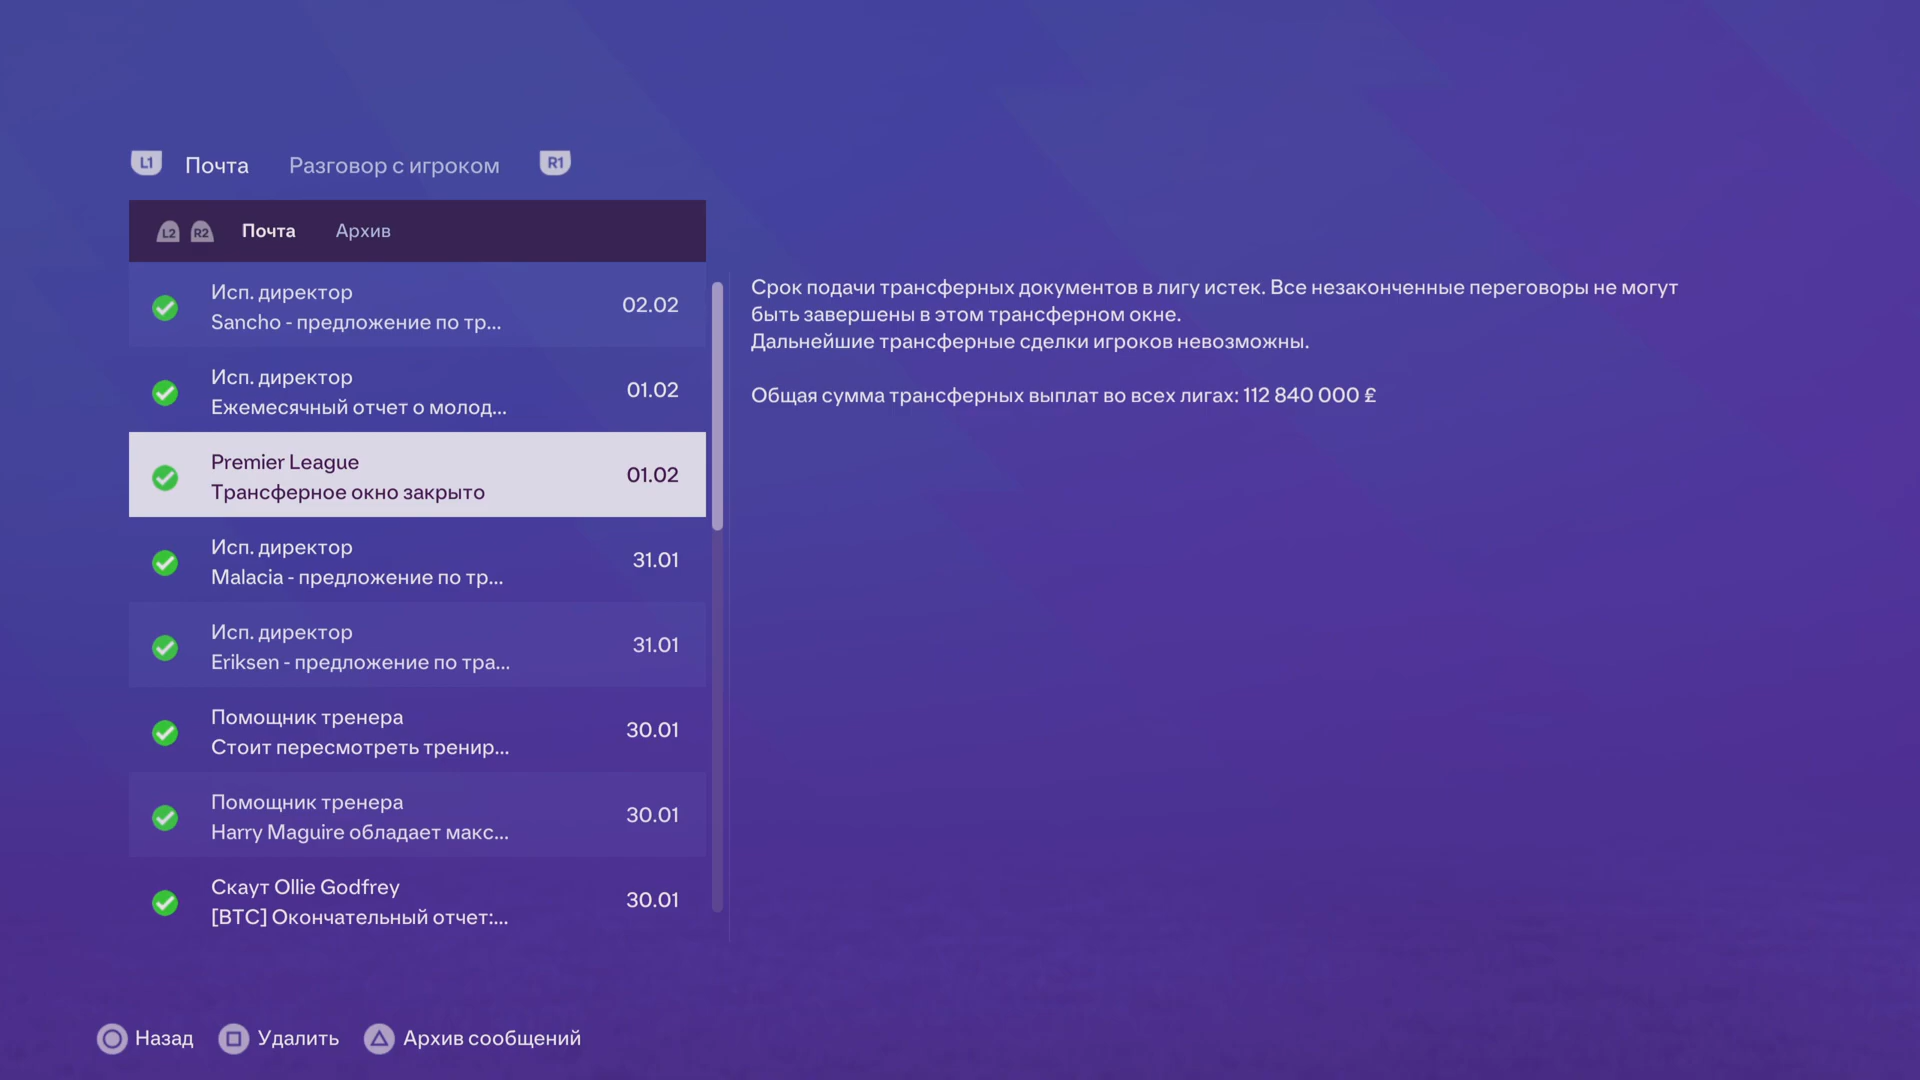 L1 Почта Разговор с игроком R1
L2 R2 Почта Архив
Исп. директор
Sancho - предложение по тр...
02.02
Исп. директор
Ежемесячный отчет о молод...
01.02
Premier League
Трансферное окно закрыто
01.02
Исп. директор
Malacia - предложение по тр...
31.01
Исп. директор
Eriksen - предложение по тра...
31.01
Помощник тренера
Стоит пересмотреть тренир...
30.01
Помощник тренера
Harry Maguire обладает макс...
30.01
Скаут Ollie Godfrey
[ВТС] Окончательный отчет:...
30.01
Срок подачи трансферных документов в лигу истек. Все незаконченные переговоры не могут
быть завершены в этом трансферном окне.
Дальнейшие трансферные сделки игроков невозможны.
Общая сумма трансферных выплат во всех лигах: 112 840 000 £
Назад Удалить Архив сообщений